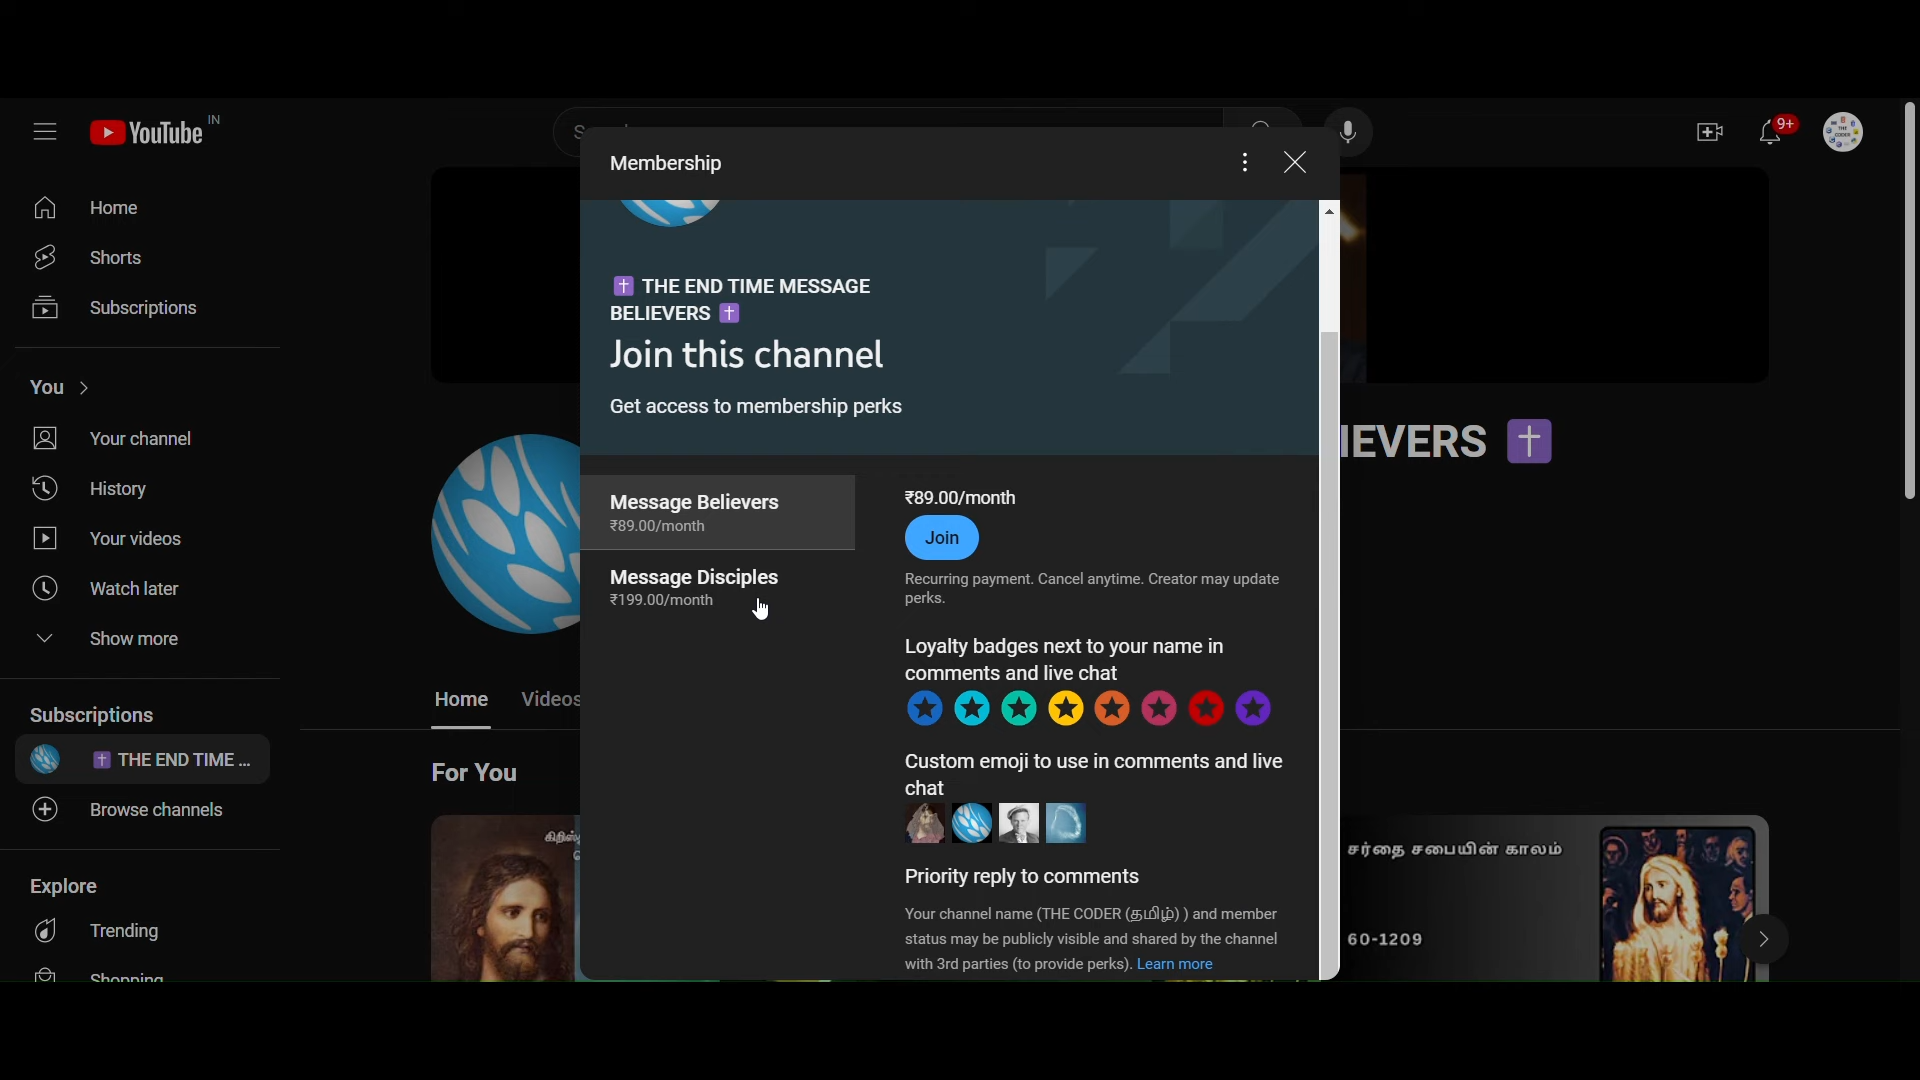 YouTube IN
9+
Home
Shorts
Subscriptions
You
Your channel
History
Your videos
Watch later
Show more
Subscriptions
✝ THE END TIME ...
Browse channels
Explore
Trending
Shopping
Membership
✝ THE END TIME MESSAGE
BELIEVERS ✝
Join this channel
Get access to membership perks
Message Believers
₹89.00/month
Message Disciples
₹199.00/month
₹89.00/month
Join
Recurring payment. Cancel anytime. Creator may update
perks.
Loyalty badges next to your name in
comments and live chat
Custom emoji to use in comments and live
chat
Priority reply to comments
Your channel name (THE CODER (தமிழ்) ) and member
status may be publicly visible and shared by the channel
with 3rd parties (to provide perks). Learn more
IEVERS ✝
Home
Videos
For You
சர்தை சபையின் காலம்
60-1209